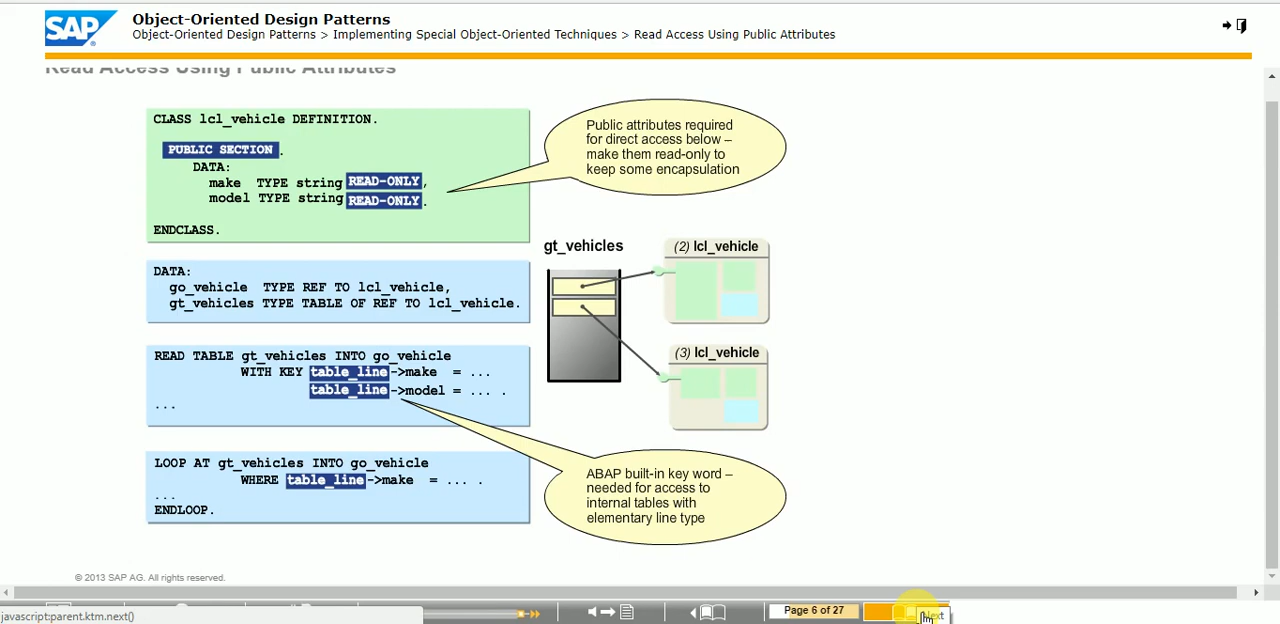 SAP
Object-Oriented Design Patterns
Object-Oriented Design Patterns > Implementing Special Object-Oriented Techniques > Read Access Using Public Attributes
Read Access Using Public Attributes
CLASS lcl_vehicle DEFINITION.
PUBLIC SECTION.
DATA:
make TYPE string READ-ONLY,
model TYPE string READ-ONLY.
ENDCLASS.
Public attributes required
for direct access below –
make them read-only to
keep some encapsulation
DATA:
go_vehicle TYPE REF TO lcl_vehicle,
gt_vehicles TYPE TABLE OF REF TO lcl_vehicle.
gt_vehicles
(2) lcl_vehicle
(3) lcl_vehicle
READ TABLE gt_vehicles INTO go_vehicle
WITH KEY table_line->make = ...
table_line->model = ... .
...
LOOP AT gt_vehicles INTO go_vehicle
WHERE table_line->make = ... .
...
ENDLOOP.
ABAP built-in key word –
needed for access to
internal tables with
elementary line type
© 2013 SAP AG. All rights reserved.
javascript:parent.ktm.next()
Page 6 of 27